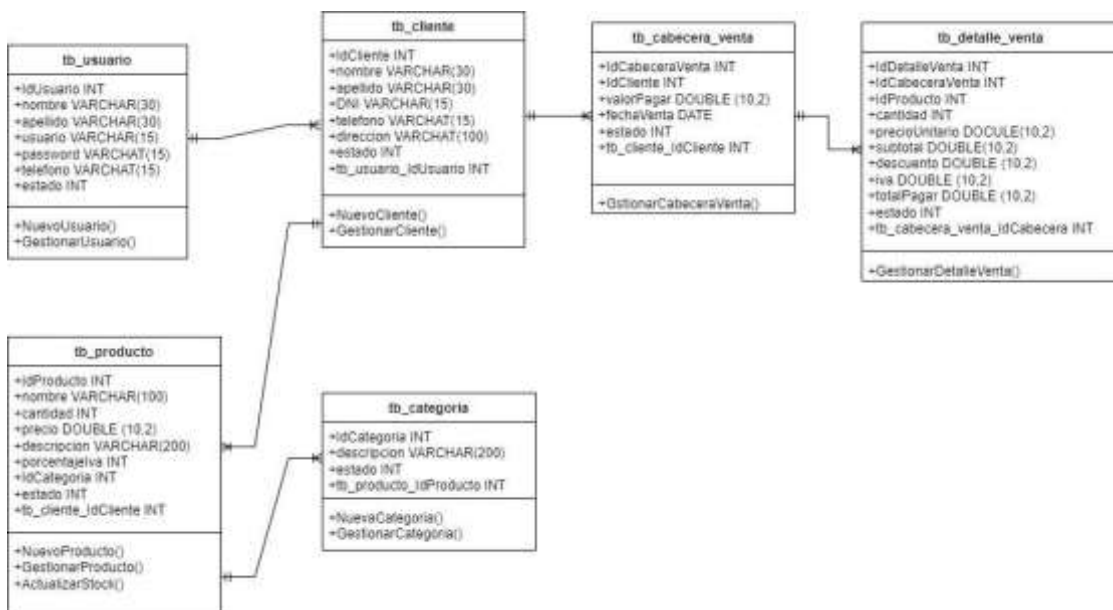 tb_usuario
+IdUsuario INT
+nombre VARCHAR(30)
+apellido VARCHAR(30)
+usuario VARCHAR(15)
+password VARCHAT(15)
+telefono VARCHAT(15)
+estado INT
+NuevoUsuario()
+GestionarUsuario()
tb_cliente
+IdCliente INT
+nombre VARCHAR(30)
+apellido VARCHAR(30)
+DNI VARCHAR(15)
+telefono VARCHAT(15)
+direccion VARCHAT(100)
+estado INT
+tb_usuario_IdUsuario INT
+NuevoCliente()
+GestionarCliente()
tb_cabecera_venta
+IdCabeceraVenta INT
+IdCliente INT
+valorPagar DOUBLE (10,2)
+fechaVenta DATE
+estado INT
+tb_cliente_IdCliente INT
+GstionarCabeceraVenta()
tb_detalle_venta
+IdDetalleVenta INT
+IdCabeceraVenta INT
+idProducto INT
+cantidad INT
+precioUnitario DOCULE(10,2)
+subtotal DOUBLE(10,2)
+descuento DOUBLE (10,2)
+iva DOUBLE (10,2)
+totalPagar DOUBLE (10,2)
+estado INT
+tb_cabecera_venta_IdCabecera INT
+GestionarDetalleVenta()
tb_producto
+idProducto INT
+nombre VARCHAR(100)
+cantidad INT
+precio DOUBLE (10,2)
+descripcion VARCHAR(200)
+porcentajeIva INT
+IdCategoria INT
+estado INT
+tb_cliente_IdCliente INT
+NuevoProducto()
+GestionarProducto()
+ActualizarStock()
tb_categoria
+IdCategoria INT
+descripcion VARCHAR(200)
+estado INT
+tb_producto_IdProducto INT
+NuevaCategoria()
+GestionarCategoria()